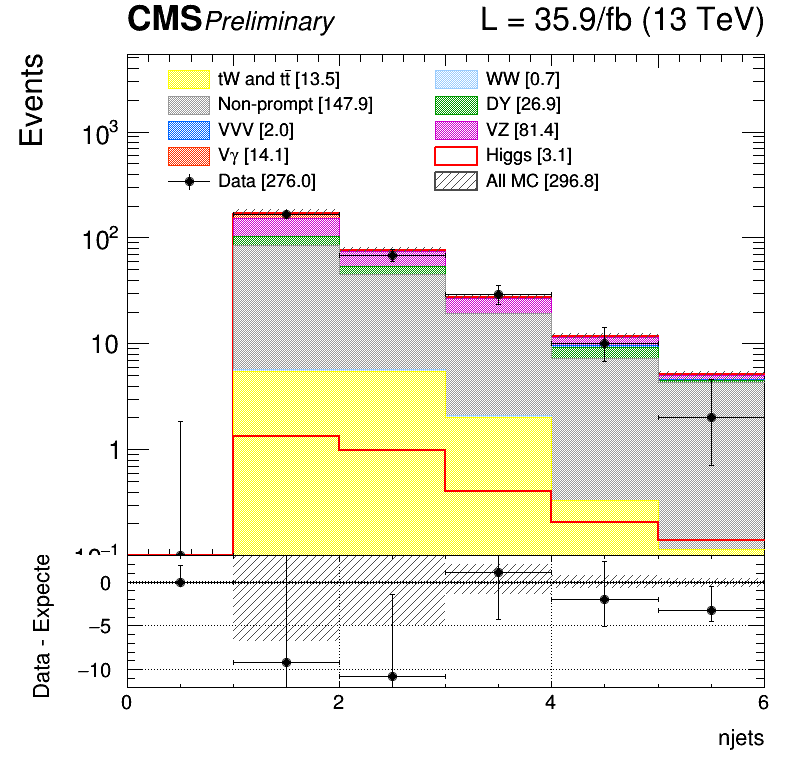 CMS Preliminary L = 35.9/fb (13 TeV)
Events
tW and tt̄ [13.5] WW [0.7]
Non-prompt [147.9] DY [26.9]
VVV [2.0] VZ [81.4]
Vγ [14.1] Higgs [3.1]
Data [276.0] All MC [296.8]
10³
10²
10
1
Data - Expecte
0
−5
−10
0 2 4 6
njets